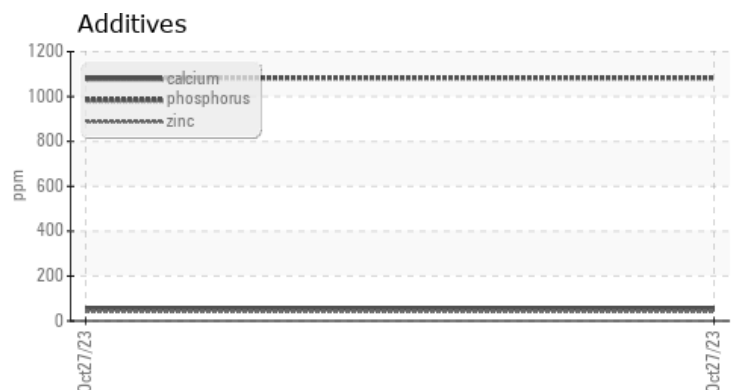 Additives
1200
calcium
phosphorus
zinc
1000
800
600
400
200
0
ppm
Oct27/23
Oct27/23